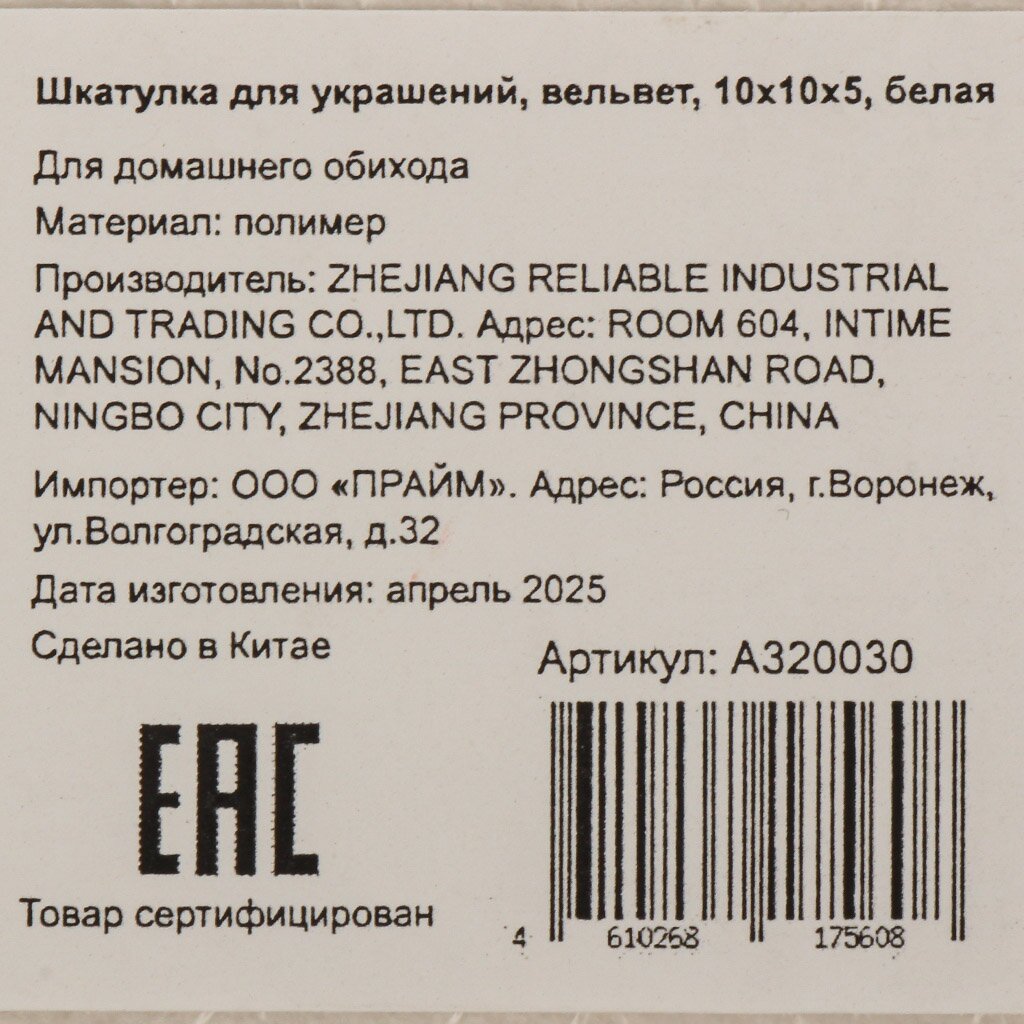 Шкатулка для украшений, вельвет, 10х10х5, белая
Для домашнего обихода
Материал: полимер
Производитель: ZHEJIANG RELIABLE INDUSTRIAL
AND TRADING CO.,LTD. Адрес: ROOM 604, INTIME
MANSION, No.2388, EAST ZHONGSHAN ROAD,
NINGBO CITY, ZHEJIANG PROVINCE, CHINA
Импортер: ООО «ПРАЙМ». Адрес: Россия, г.Воронеж,
ул.Волгоградская, д.32
Дата изготовления: апрель 2025
Сделано в Китае
Артикул: А320030
ЕАС
Товар сертифицирован
4 610268 175608